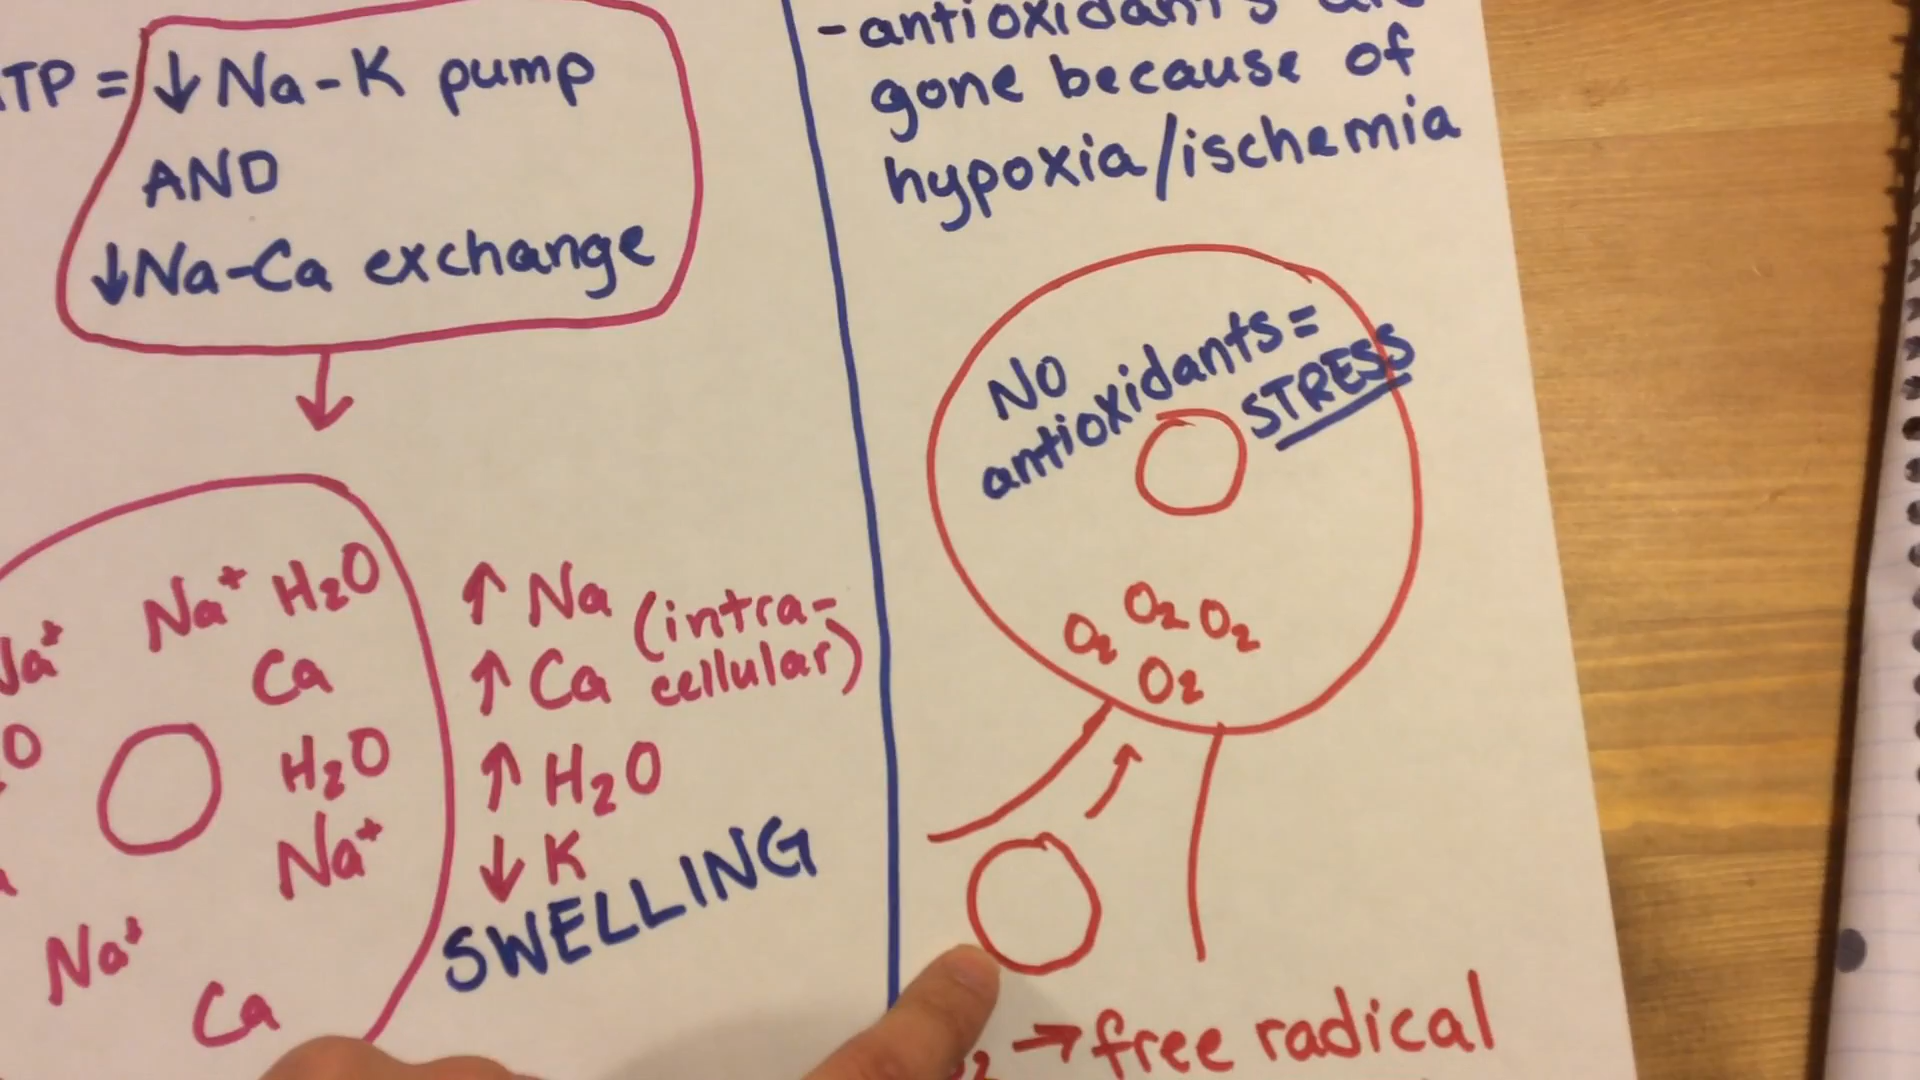 TP = ↓Na-K pump
AND
↓Na-Ca exchange
Na⁺ H₂O
Ca
H₂O
Na⁺
Na⁺
Ca
↑ Na (intra-
↑ Ca cellular)
↑ H₂O
↓ K
SWELLING
- antioxidants
gone because of
hypoxia/ischemia
NO
antioxidants =
STRESS
O₂ O₂ O₂
O₂
→ free radical